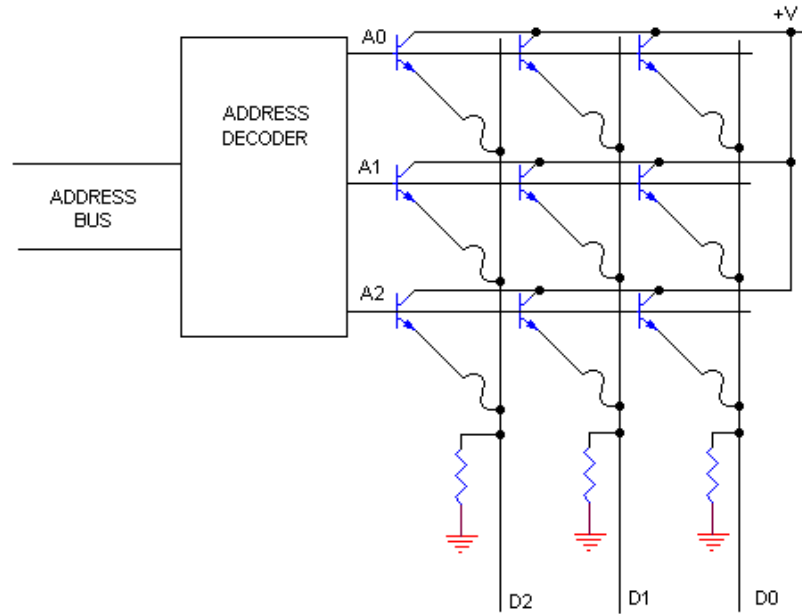 +V
A0
ADDRESS
DECODER
A1
ADDRESS
BUS
A2
D2
D1
D0